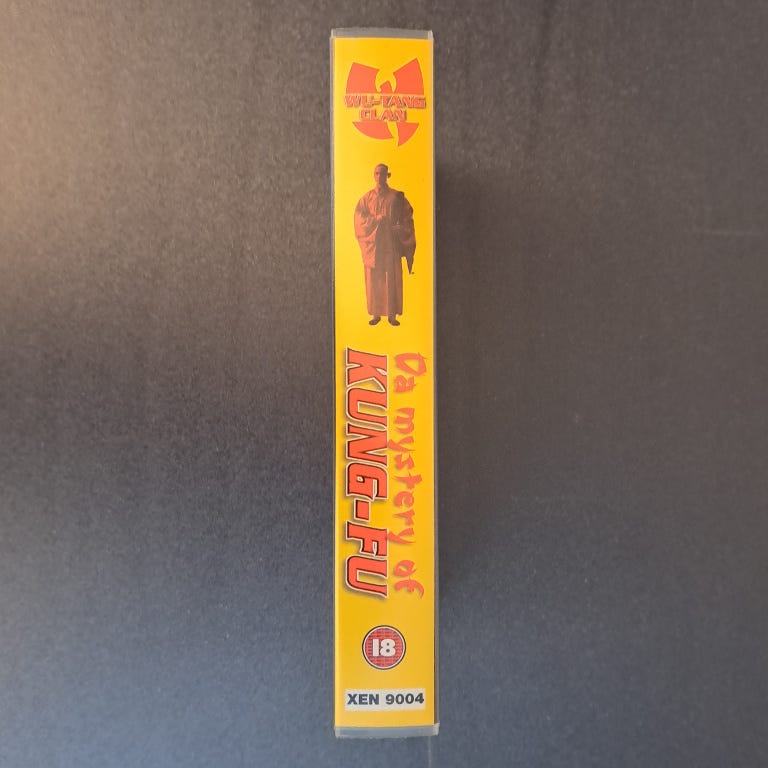 WU-TANG
CLAN
Da mystery of
KUNG-FU
18
XEN 9004